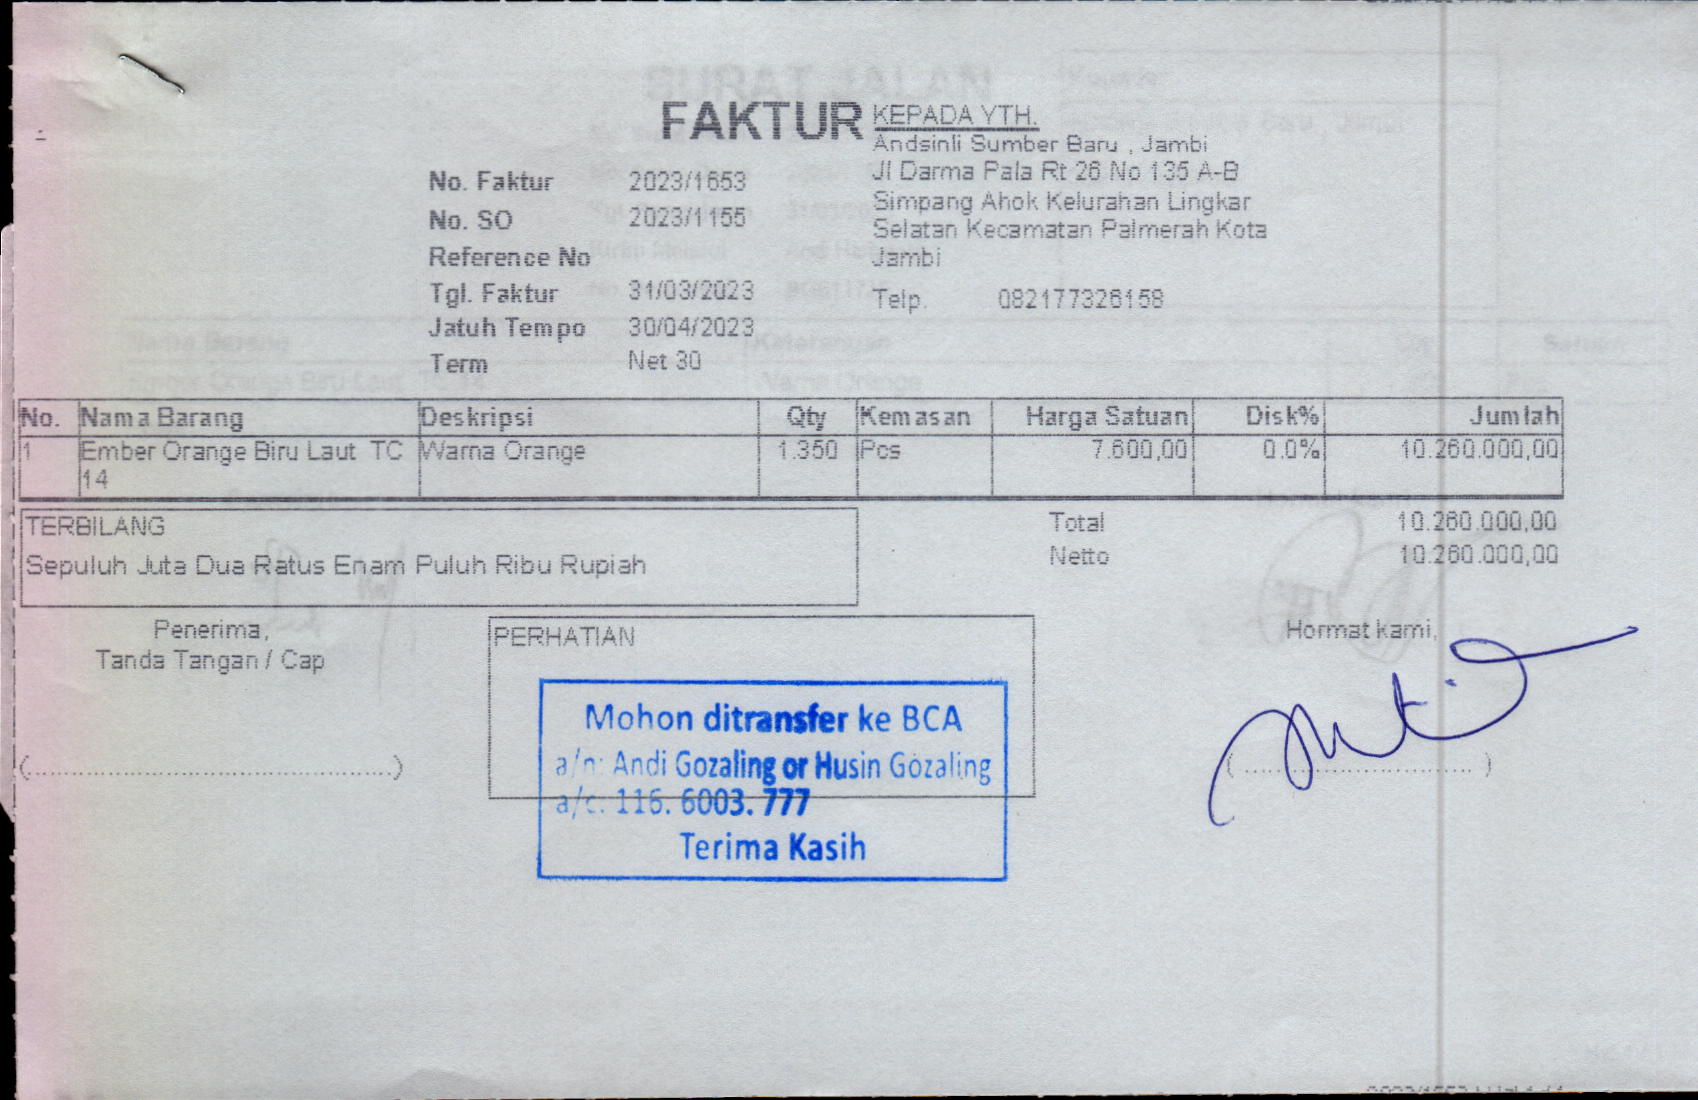 FAKTUR
KEPADA YTH.
Andsinli Sumber Baru , Jambi
Jl Darma Pala Rt 26 No 135 A-B
Simpang Ahok Kelurahan Lingkar
Selatan Kecamatan Palmerah Kota
Jambi
Telp. 082177326158
No. Faktur 2023/1653
No. SO 2023/1155
Reference No
Tgl. Faktur 31/03/2023
Jatuh Tempo 30/04/2023
Term Net 30
No. Nama Barang Deskripsi Qty Kemasan Harga Satuan Disk% Jumlah
1 Ember Orange Biru Laut TC Warna Orange 1.350 Pcs 7.600,00 0.0% 10.260.000,00
14
TERBILANG
Sepuluh Juta Dua Ratus Enam Puluh Ribu Rupiah
Total 10.260.000,00
Netto 10.260.000,00
Penerima,
Tanda Tangan / Cap
PERHATIAN
Hormat kami,
Mohon ditransfer ke BCA
a/n: Andi Gozaling or Husin Gozaling
a/c: 116. 6003. 777
Terima Kasih